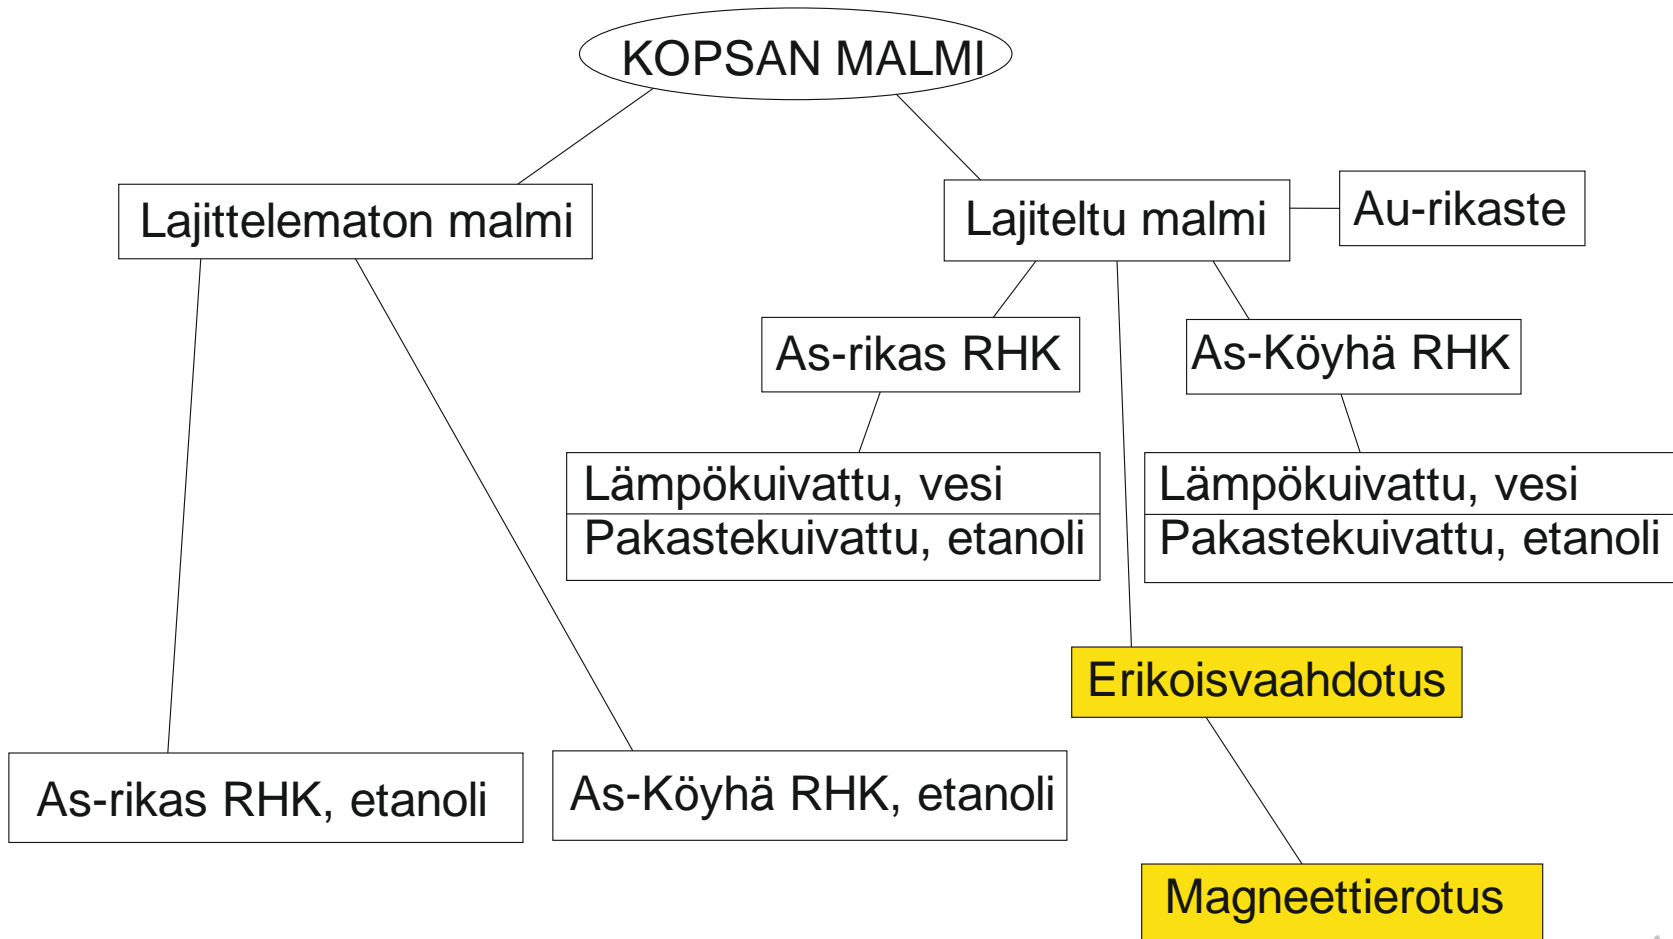 KOPSAN MALMI
Lajittelematon malmi
Lajiteltu malmi
Au-rikaste
As-rikas RHK
As-Köyhä RHK
Lämpökuivattu, vesi
Pakastekuivattu, etanoli
Lämpökuivattu, vesi
Pakastekuivattu, etanoli
Erikoisvaahdotus
As-rikas RHK, etanoli
As-Köyhä RHK, etanoli
Magneettierotus